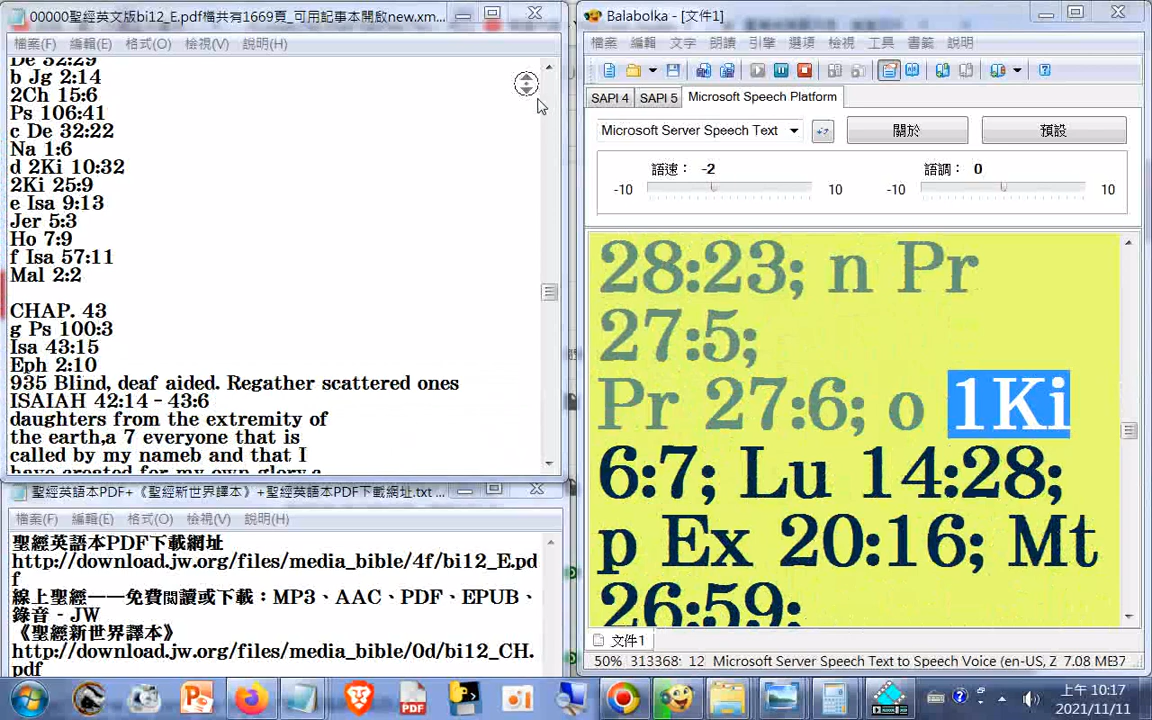 00000聖經英文版bi12_E.pdf檔共有1669頁_可用記事本開啟new.xm...
檔案(F) 編輯(E) 格式(O) 檢視(V) 說明(H)
De 32:29
b Jg 2:14
2Ch 15:6
Ps 106:41
c De 32:22
Na 1:6
d 2Ki 10:32
2Ki 25:9
e Isa 9:13
Jer 5:3
Ho 7:9
f Isa 57:11
Mal 2:2
CHAP. 43
g Ps 100:3
Isa 43:15
Eph 2:10
935 Blind, deaf aided. Regather scattered ones
ISAIAH 42:14–43:6
daughters from the extremity of
the earth,a 7 everyone that is
called by my nameb and that I
have created for my own glory,c
聖經英語本PDF+《聖經新世界譯本》+聖經英語本PDF下載網址.txt ...
檔案(F) 編輯(E) 格式(O) 檢視(V) 說明(H)
聖經英語本PDF下載網址
http://download.jw.org/files/media_bible/4f/bi12_E.pd
f
線上聖經——免費閱讀或下載：MP3、AAC、PDF、EPUB、
錄音 - JW
《聖經新世界譯本》
http://download.jw.org/files/media_bible/0d/bi12_CH.
pdf
Balabolka - [文件1]
檔案 編輯 文字 朗讀 引擎 選項 檢視 工具 書籤 說明
SAPI 4 SAPI 5 Microsoft Speech Platform
Microsoft Server Speech Text 關於 預設
語速： -2 語調： 0
-10 10 -10 10
28:23; n Pr
27:5;
Pr 27:6; o 1Ki
6:7; Lu 14:28;
p Ex 20:16; Mt
26:59;
文件1
50% 313368: 12 Microsoft Server Speech Text to Speech Voice (en-US, Z 7.08 MB
PDF
上午 10:17
2021/11/11